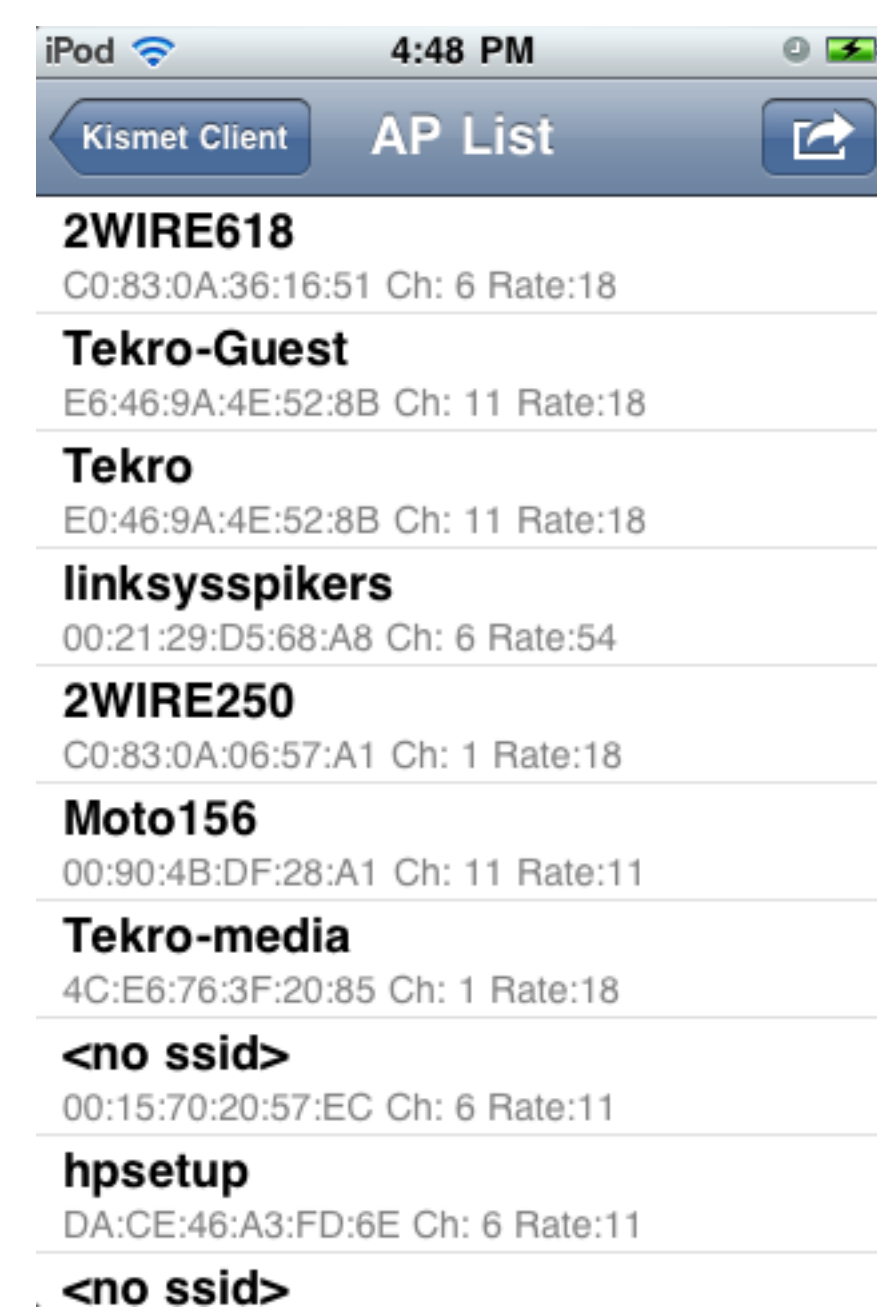 iPod 4:48 PM
Kismet Client AP List
2WIRE618
C0:83:0A:36:16:51 Ch: 6 Rate:18
Tekro-Guest
E6:46:9A:4E:52:8B Ch: 11 Rate:18
Tekro
E0:46:9A:4E:52:8B Ch: 11 Rate:18
linksysspikers
00:21:29:D5:68:A8 Ch: 6 Rate:54
2WIRE250
C0:83:0A:06:57:A1 Ch: 1 Rate:18
Moto156
00:90:4B:DF:28:A1 Ch: 11 Rate:11
Tekro-media
4C:E6:76:3F:20:85 Ch: 1 Rate:18
<no ssid>
00:15:70:20:57:EC Ch: 6 Rate:11
hpsetup
DA:CE:46:A3:FD:6E Ch: 6 Rate:11
<no ssid>